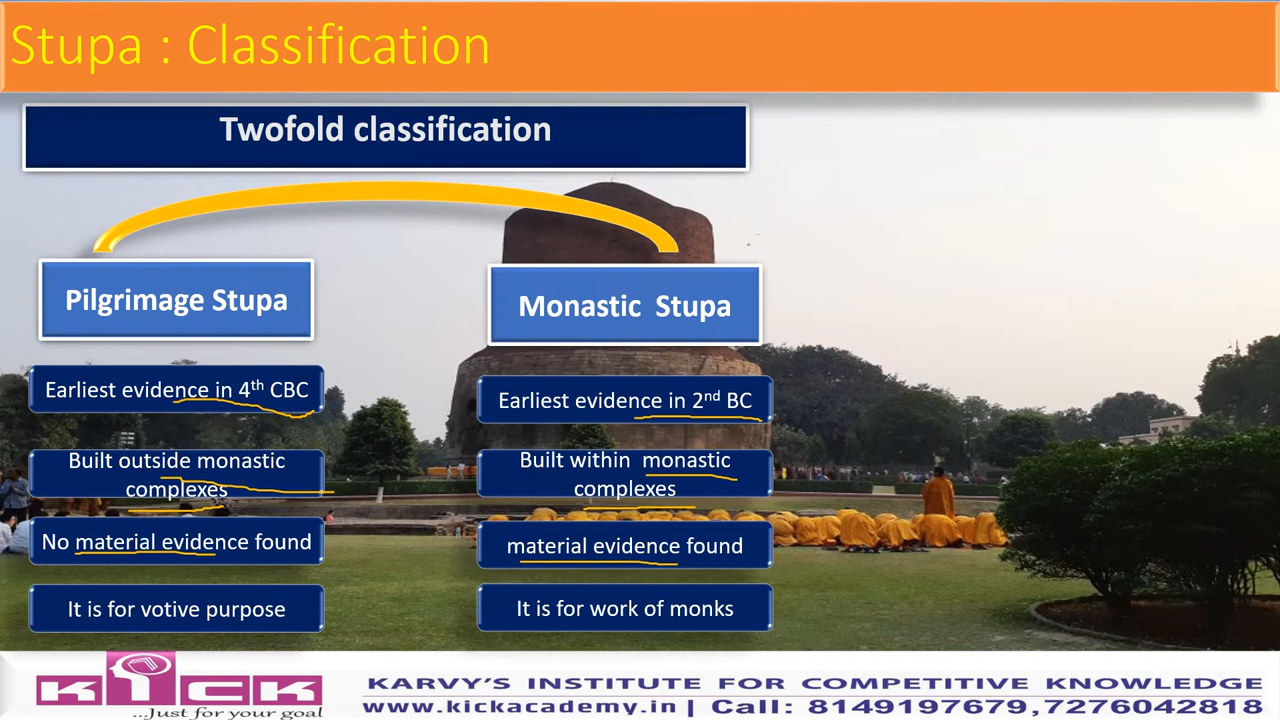 Stupa : Classification
Twofold classification
Pilgrimage Stupa
Earliest evidence in 4th CBC
Built outside monastic
complexes
No material evidence found
It is for votive purpose
Monastic Stupa
Earliest evidence in 2nd BC
Built within monastic
complexes
material evidence found
It is for work of monks
KICK
...Just for your goal
KARVY'S INSTITUTE FOR COMPETITIVE KNOWLEDGE
www.kickacademy.in | Call: 8149197679,7276042818